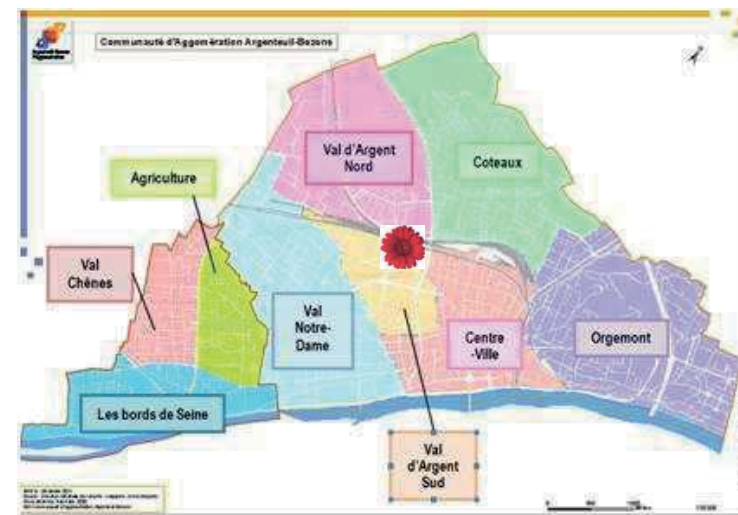 Communauté d'Agglomération Argenteuil-Bezons
Val d'Argent
Nord
Coteaux
Agriculture
Val
Chênes
Val
Notre-
Dame
Centre
-Ville
Orgemont
Les bords de Seine
Val
d'Argent
Sud